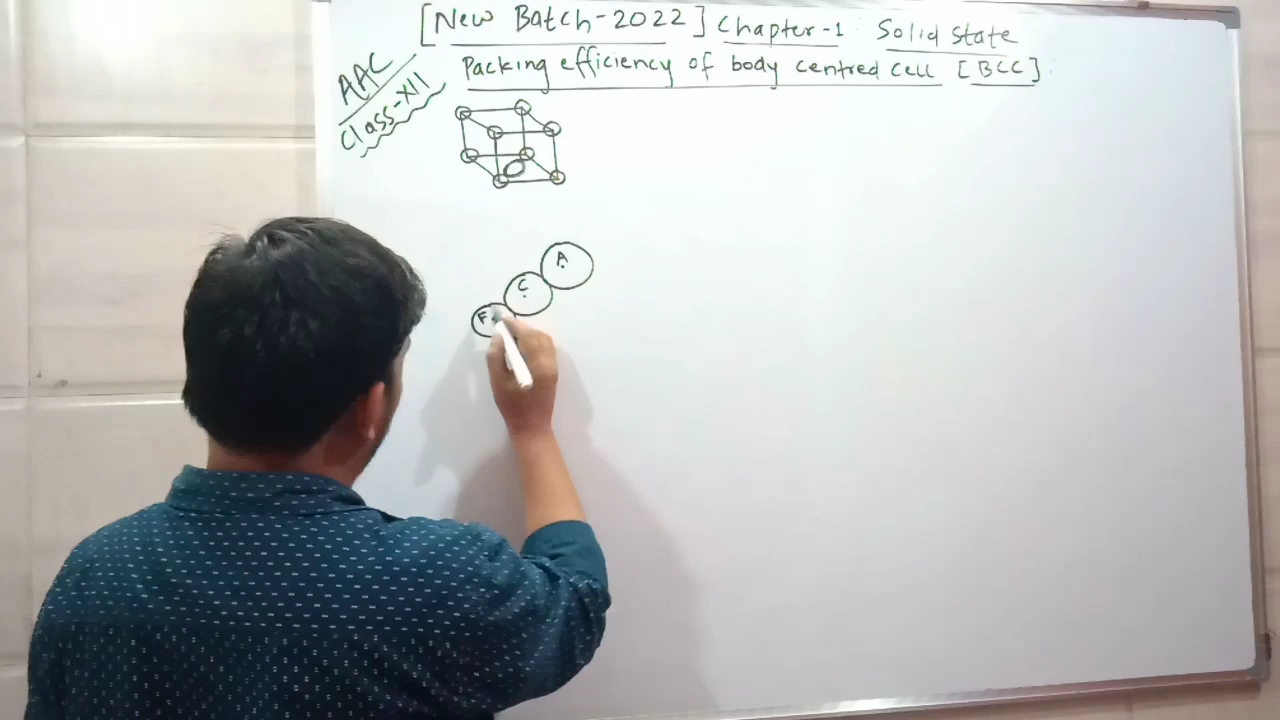 [New Batch-2022] Chapter-1 Solid State
Packing efficiency of body centred cell [BCC]
AAC
Class-XII
A
C
F